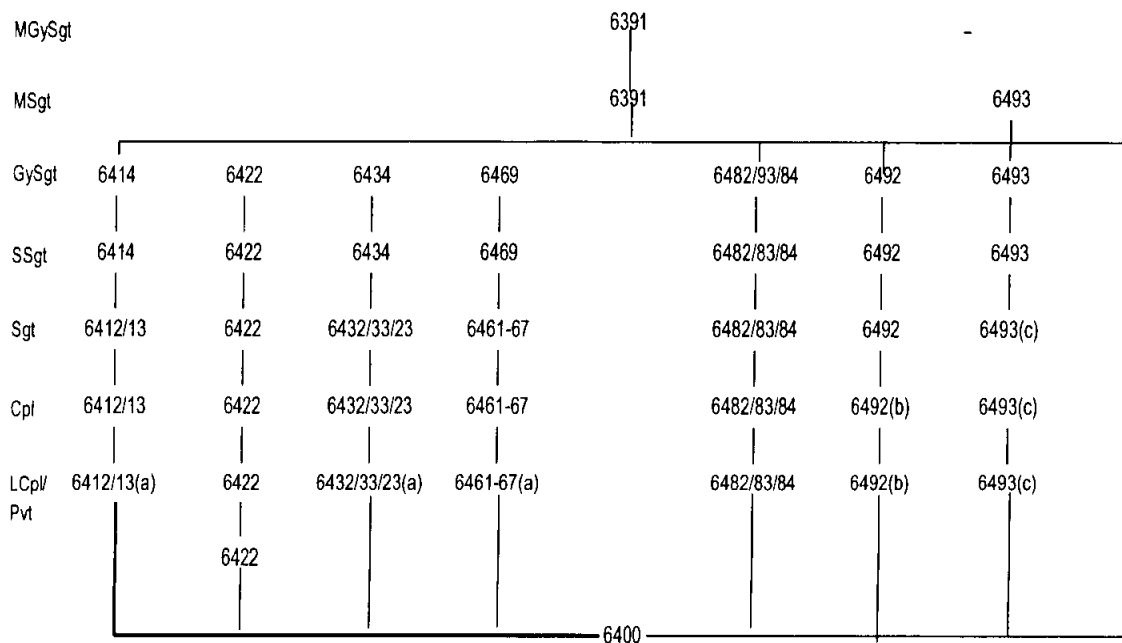 MGySgt 6391
MSgt 6391 6493
GySgt 6414 6422 6434 6469 6482/93/84 6492 6493
SSgt 6414 6422 6434 6469 6482/83/84 6492 6493
Sgt 6412/13 6422 6432/33/23 6461-67 6482/83/84 6492 6493(c)
Cpl 6412/13 6422 6432/33/23 6461-67 6482/83/84 6492(b) 6493(c)
LCpl/ 6412/13(a) 6422 6432/33/23(a) 6461-67(a) 6482/83/84 6492(b) 6493(c)
Pvt
6422
6400